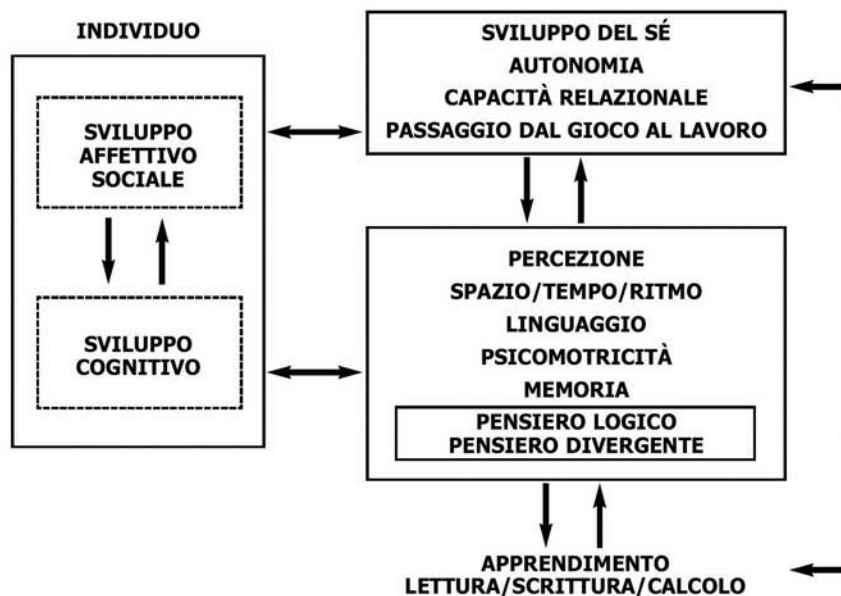 INDIVIDUO
SVILUPPO
AFFETTIVO
SOCIALE
SVILUPPO
COGNITIVO
SVILUPPO DEL SÉ
AUTONOMIA
CAPACITÀ RELAZIONALE
PASSAGGIO DAL GIOCO AL LAVORO
PERCEZIONE
SPAZIO/TEMPO/RITMO
LINGUAGGIO
PSICOMOTRICITÀ
MEMORIA
PENSIERO LOGICO
PENSIERO DIVERGENTE
APPRENDIMENTO
LETTURA/SCRITTURA/CALCOLO